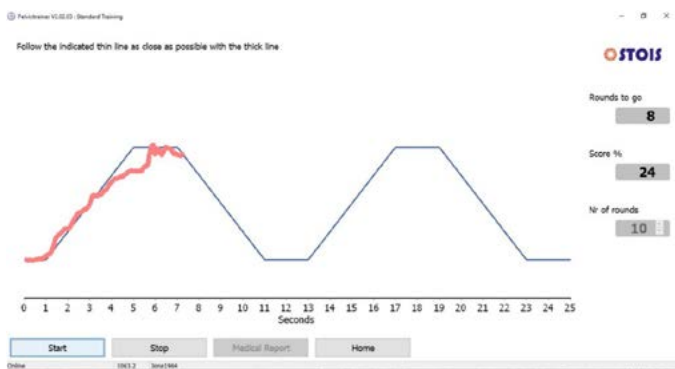 Pelvictrainer V1.02.03 : Standard Training
Follow the indicated thin line as close as possible with the thick line
STOIS
Rounds to go
8
Score %
24
Nr of rounds
10
0 1 2 3 4 5 6 7 8 9 10 11 12 13 14 15 16 17 18 19 20 21 22 23 24 25
Seconds
Start Stop Medical Report Home
Online 1063.2